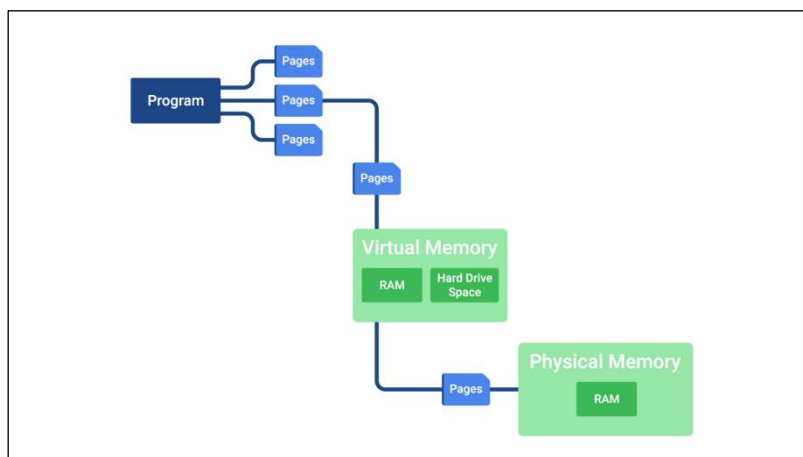 Pages
Program
Pages
Pages
Pages
Virtual Memory
RAM
Hard Drive
Space
Physical Memory
Pages
RAM